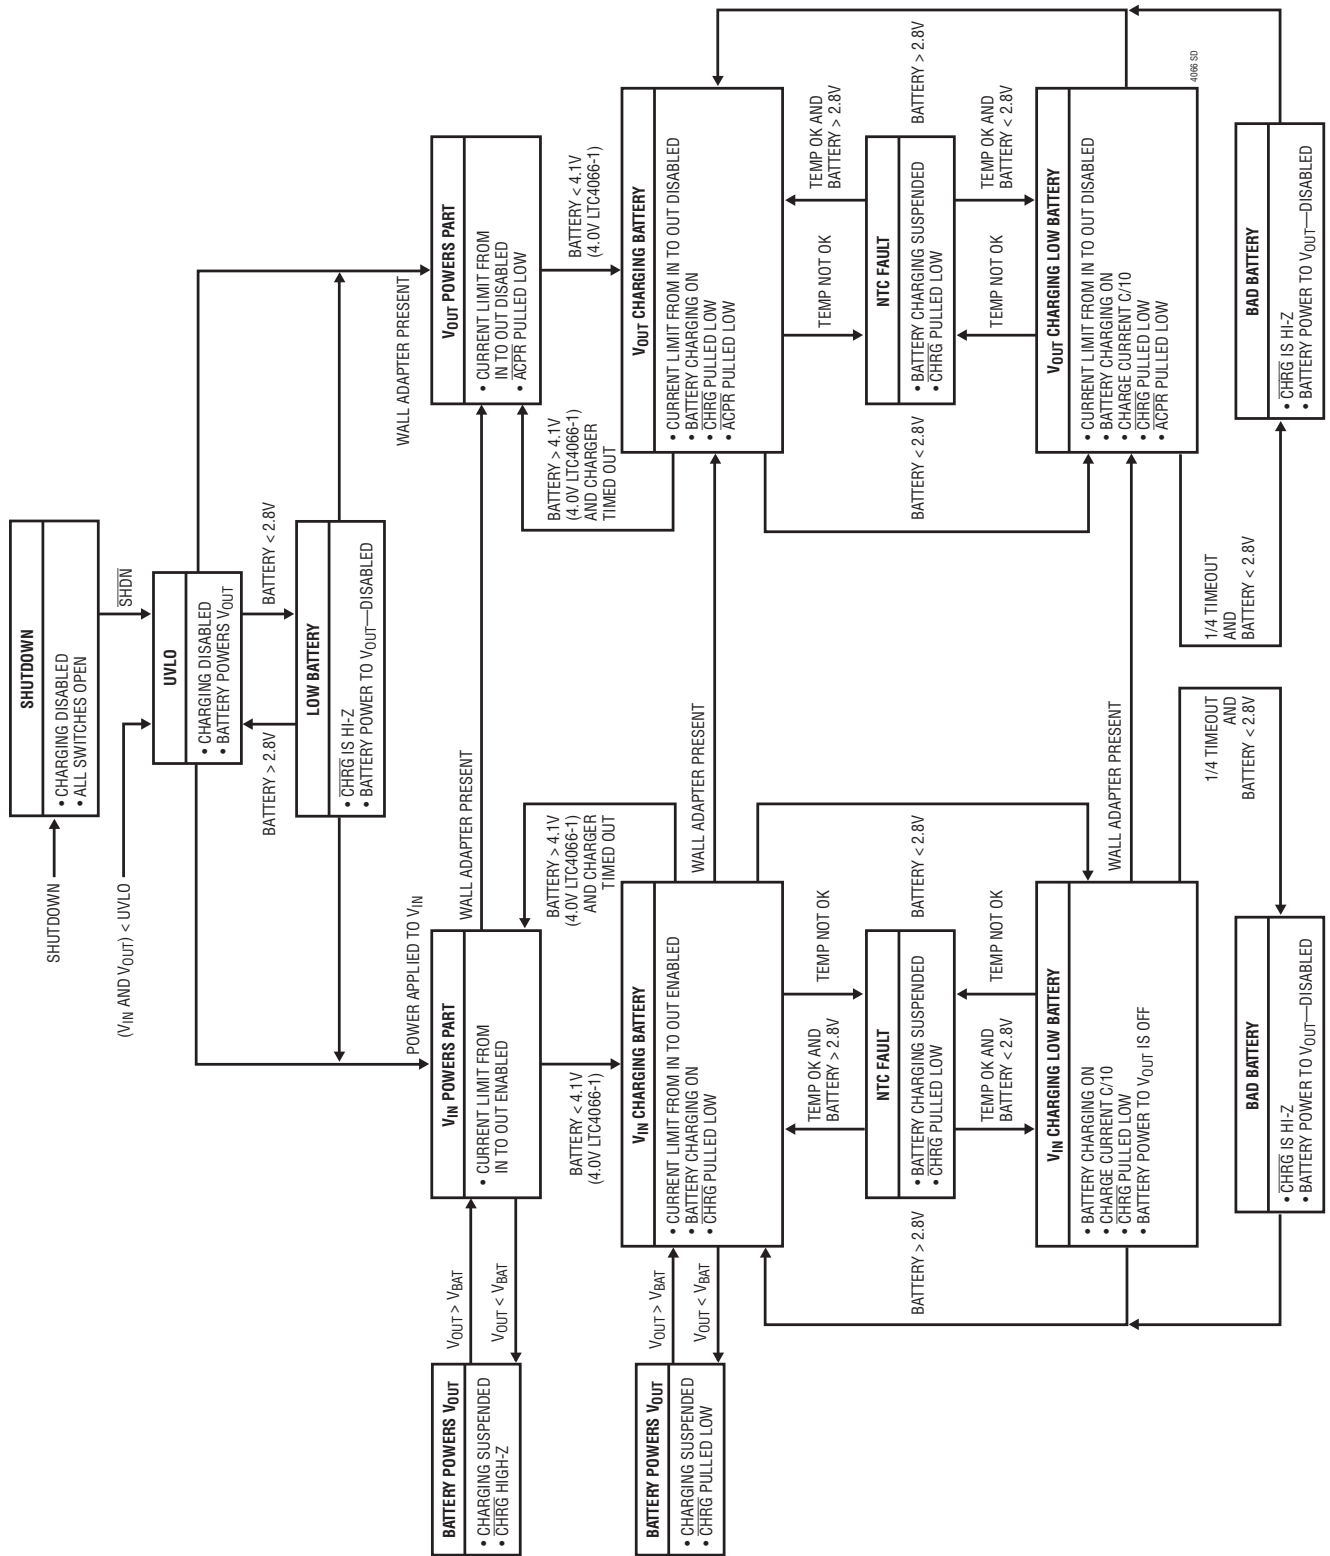 SHUTDOWN
SHUTDOWN
• CHARGING DISABLED
• ALL SWITCHES OPEN
(VIN AND VOUT) < UVLO
SHDN
UVLO
• CHARGING DISABLED
• BATTERY POWERS VOUT
BATTERY > 2.8V
BATTERY < 2.8V
LOW BATTERY
• CHRG IS HI-Z
• BATTERY POWER TO VOUT—DISABLED
POWER APPLIED TO VIN
WALL ADAPTER PRESENT
BATTERY POWERS VOUT
• CHARGING SUSPENDED
• CHRG HIGH-Z
VOUT > VBAT
VOUT < VBAT
VIN POWERS PART
• CURRENT LIMIT FROM
IN TO OUT ENABLED
WALL ADAPTER PRESENT
VOUT POWERS PART
• CURRENT LIMIT FROM
IN TO OUT DISABLED
• ACPR PULLED LOW
BATTERY < 4.1V
(4.0V LTC4066-1)
BATTERY > 4.1V
(4.0V LTC4066-1)
AND CHARGER
TIMED OUT
BATTERY > 4.1V
(4.0V LTC4066-1)
AND CHARGER
TIMED OUT
BATTERY < 4.1V
(4.0V LTC4066-1)
BATTERY POWERS VOUT
• CHARGING SUSPENDED
• CHRG PULLED LOW
VOUT > VBAT
VOUT < VBAT
VIN CHARGING BATTERY
• CURRENT LIMIT FROM IN TO OUT ENABLED
• BATTERY CHARGING ON
• CHRG PULLED LOW
WALL ADAPTER PRESENT
VOUT CHARGING BATTERY
• CURRENT LIMIT FROM IN TO OUT DISABLED
• BATTERY CHARGING ON
• CHRG PULLED LOW
• ACPR PULLED LOW
TEMP OK AND
BATTERY > 2.8V
TEMP NOT OK
TEMP NOT OK
TEMP OK AND
BATTERY > 2.8V
BATTERY > 2.8V
NTC FAULT
• BATTERY CHARGING SUSPENDED
• CHRG PULLED LOW
BATTERY < 2.8V
BATTERY < 2.8V
NTC FAULT
• BATTERY CHARGING SUSPENDED
• CHRG PULLED LOW
BATTERY > 2.8V
TEMP OK AND
BATTERY < 2.8V
TEMP NOT OK
TEMP NOT OK
TEMP OK AND
BATTERY < 2.8V
VIN CHARGING LOW BATTERY
• BATTERY CHARGING ON
• CHARGE CURRENT C/10
• CHRG PULLED LOW
• BATTERY POWER TO VOUT IS OFF
WALL ADAPTER PRESENT
VOUT CHARGING LOW BATTERY
• CURRENT LIMIT FROM IN TO OUT DISABLED
• BATTERY CHARGING ON
• CHARGE CURRENT C/10
• CHRG PULLED LOW
• ACPR PULLED LOW
4066 SD
1/4 TIMEOUT
AND
BATTERY < 2.8V
1/4 TIMEOUT
AND
BATTERY < 2.8V
BAD BATTERY
• CHRG IS HI-Z
• BATTERY POWER TO VOUT—DISABLED
BAD BATTERY
• CHRG IS HI-Z
• BATTERY POWER TO VOUT—DISABLED